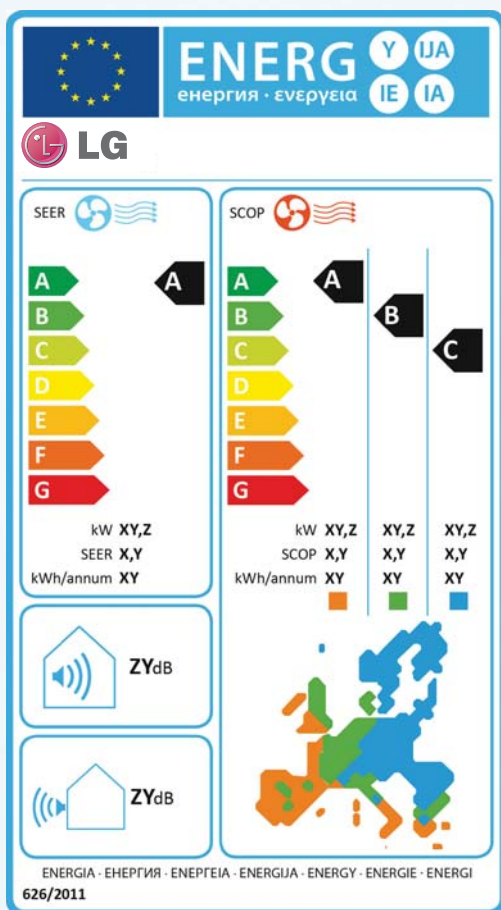 ENERG
Y IJA
IE IA
енергия · ενεργεια
LG
SEER
A
B
C
D
E
F
G
A
kW XY,Z
SEER X,Y
kWh/annum XY
SCOP
A
B
C
D
E
F
G
A
B
C
kW XY,Z XY,Z XY,Z
SCOP X,Y X,Y X,Y
kWh/annum XY XY XY
ZYdB
ZYdB
ENERGIA · ЕНЕРГИЯ · ΕΝΕΡΓΕΙΑ · ENERGIJA · ENERGY · ENERGIE · ENERGI
626/2011